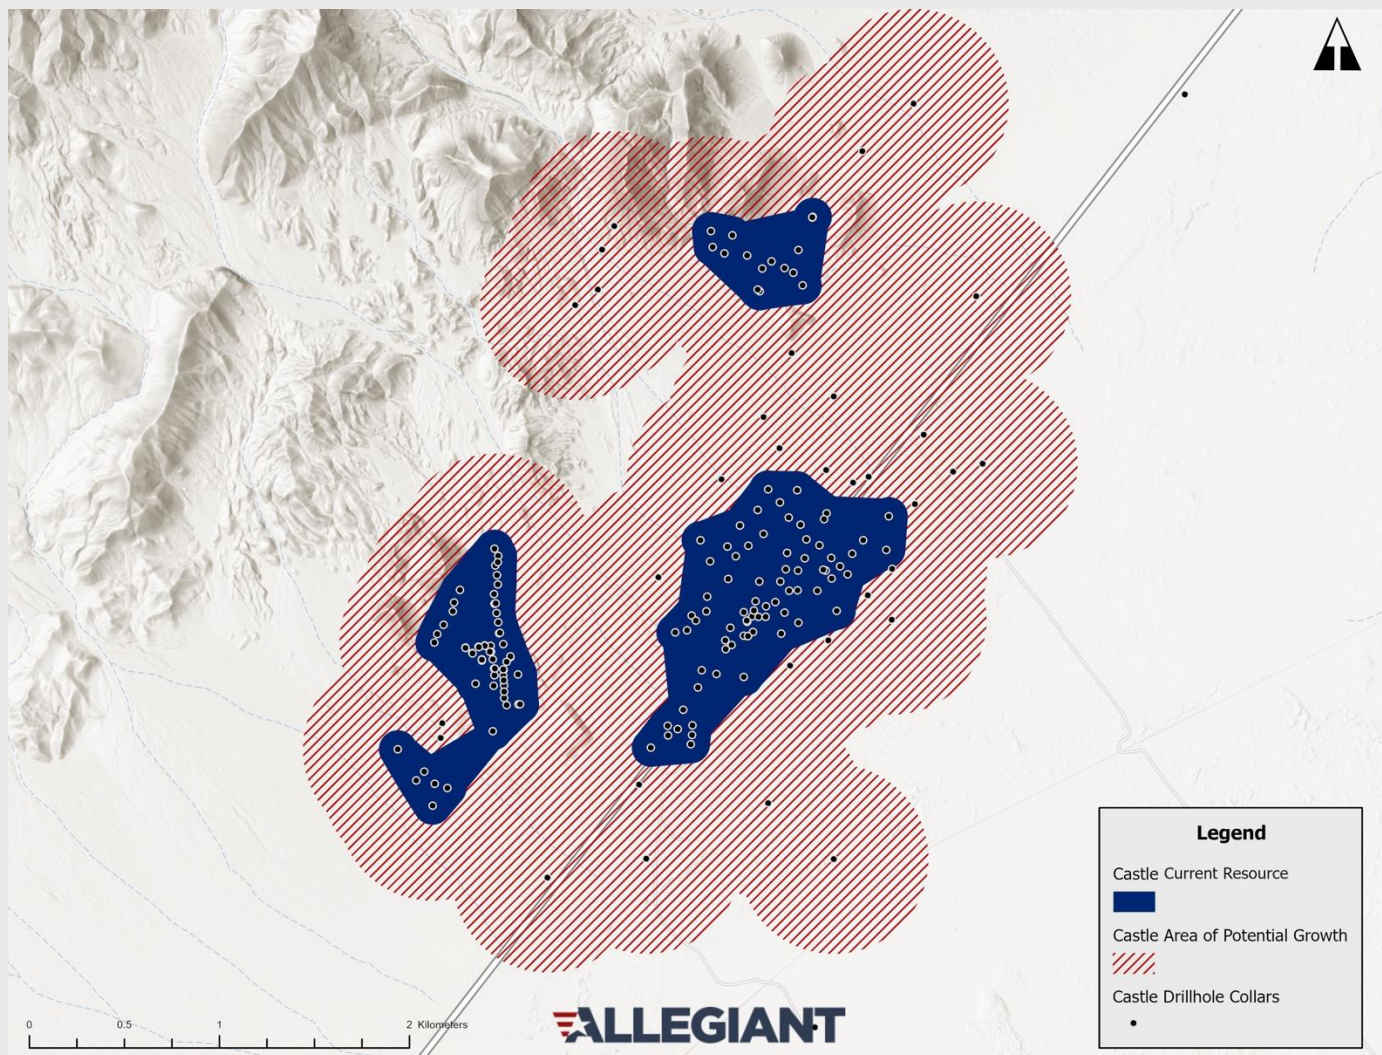 Legend
Castle Current Resource
Castle Area of Potential Growth
Castle Drillhole Collars
0 0.5 1 2 Kilometers
ALLEGIANT